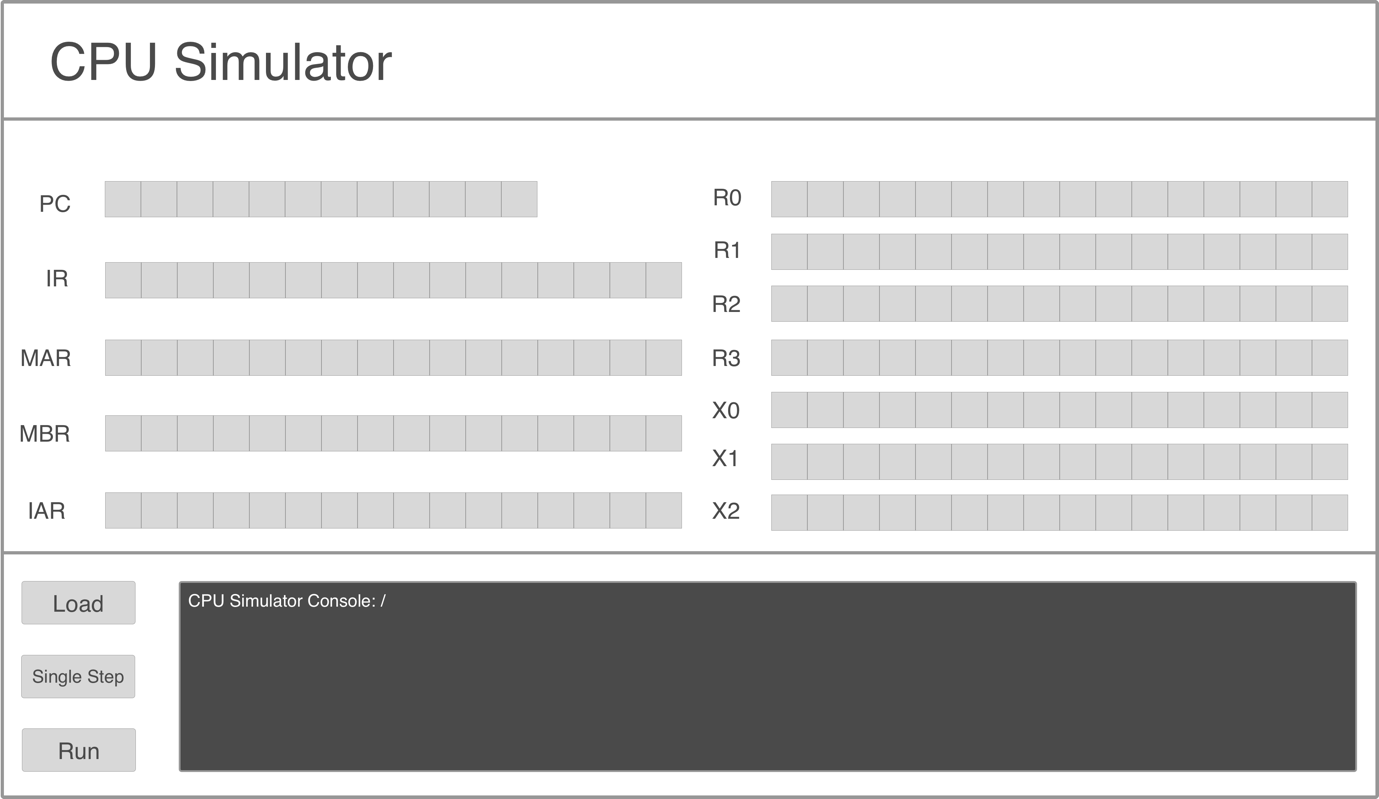 CPU Simulator
PC
IR
MAR
MBR
IAR
R0
R1
R2
R3
X0
X1
X2
Load
Single Step
Run
CPU Simulator Console: /